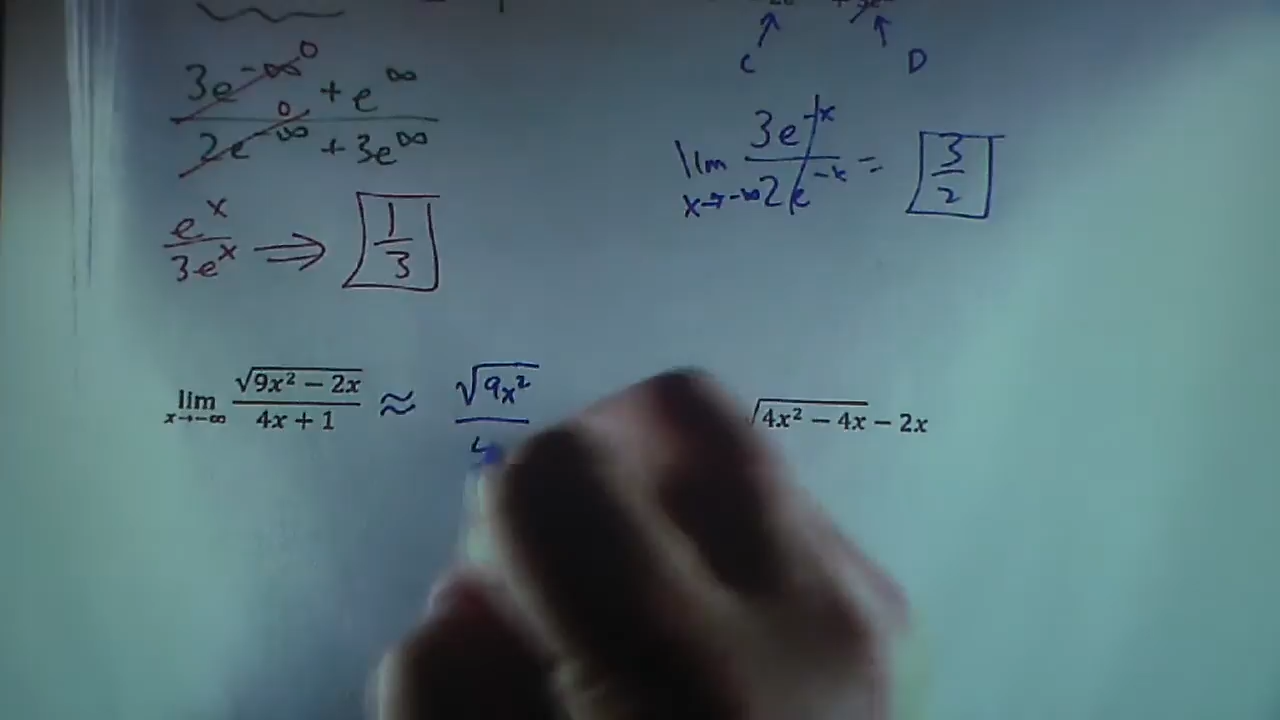 C D
3e^{-∞} 0 + e^∞
2e^{-∞} 0 + 3e^∞
e^x / 3e^x ⇒ 1/3
lim x→-∞ 3e^{-x} / 2e^{-x} = 3/2
lim x→-∞ √(9x² − 2x) / (4x + 1) ≈ √(9x²) / 4
√(4x² − 4x) − 2x